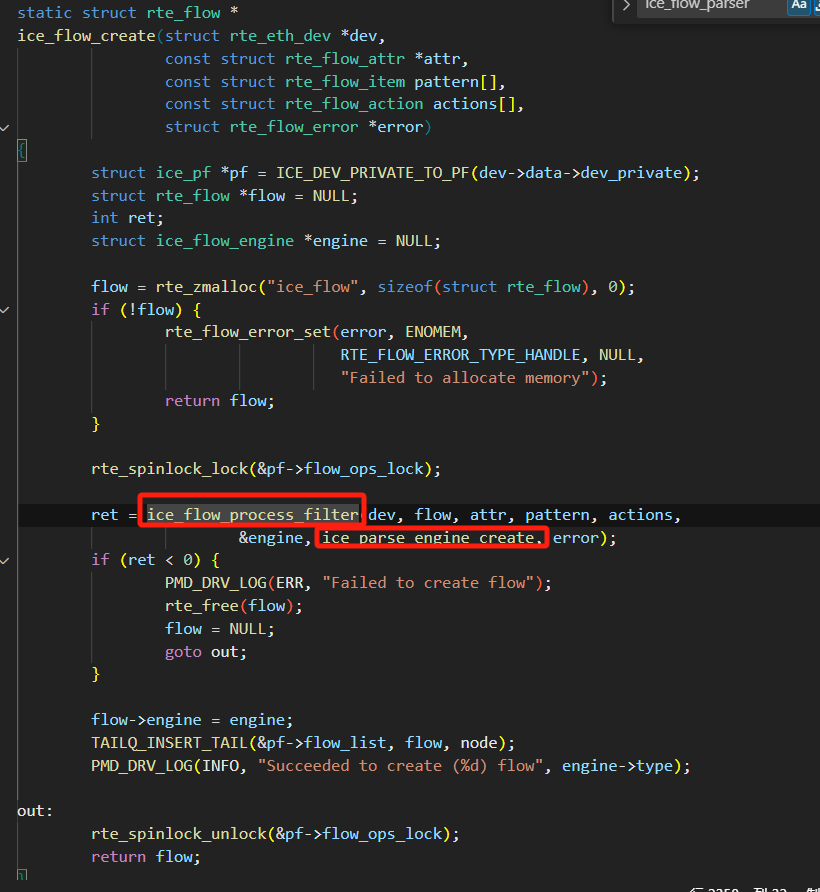 ice_flow_parser
Aa
static struct rte_flow *
ice_flow_create(struct rte_eth_dev *dev,
const struct rte_flow_attr *attr,
const struct rte_flow_item pattern[],
const struct rte_flow_action actions[],
struct rte_flow_error *error)
{
struct ice_pf *pf = ICE_DEV_PRIVATE_TO_PF(dev->data->dev_private);
struct rte_flow *flow = NULL;
int ret;
struct ice_flow_engine *engine = NULL;
flow = rte_zmalloc("ice_flow", sizeof(struct rte_flow), 0);
if (!flow) {
rte_flow_error_set(error, ENOMEM,
RTE_FLOW_ERROR_TYPE_HANDLE, NULL,
"Failed to allocate memory");
return flow;
}
rte_spinlock_lock(&pf->flow_ops_lock);
ret = ice_flow_process_filter(dev, flow, attr, pattern, actions,
&engine, ice_parse_engine_create, error);
if (ret < 0) {
PMD_DRV_LOG(ERR, "Failed to create flow");
rte_free(flow);
flow = NULL;
goto out;
}
flow->engine = engine;
TAILQ_INSERT_TAIL(&pf->flow_list, flow, node);
PMD_DRV_LOG(INFO, "Succeeded to create (%d) flow", engine->type);
out:
rte_spinlock_unlock(&pf->flow_ops_lock);
return flow;
}